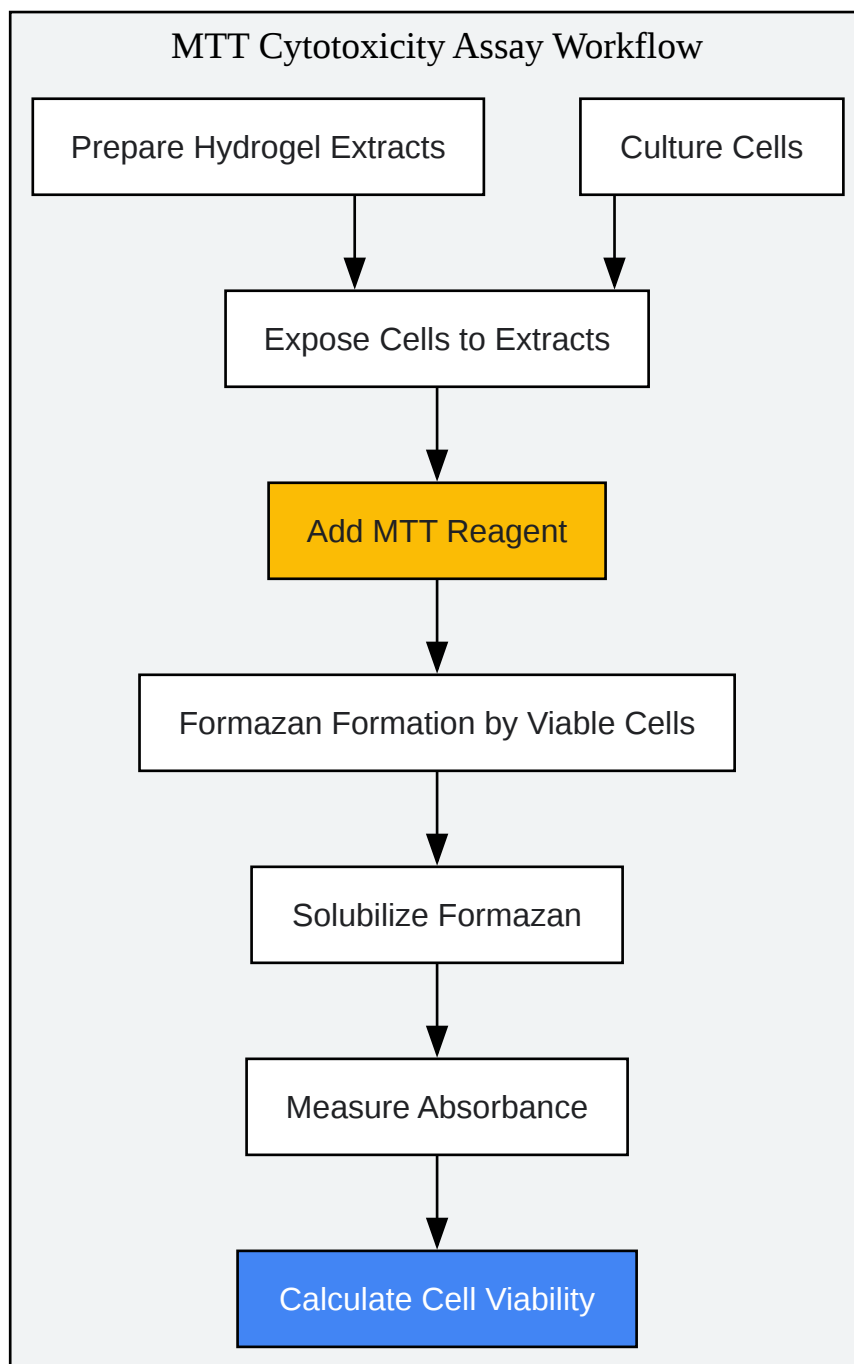 MTT Cytotoxicity Assay Workflow
Prepare Hydrogel Extracts
Culture Cells
Expose Cells to Extracts
Add MTT Reagent
Formazan Formation by Viable Cells
Solubilize Formazan
Measure Absorbance
Calculate Cell Viability